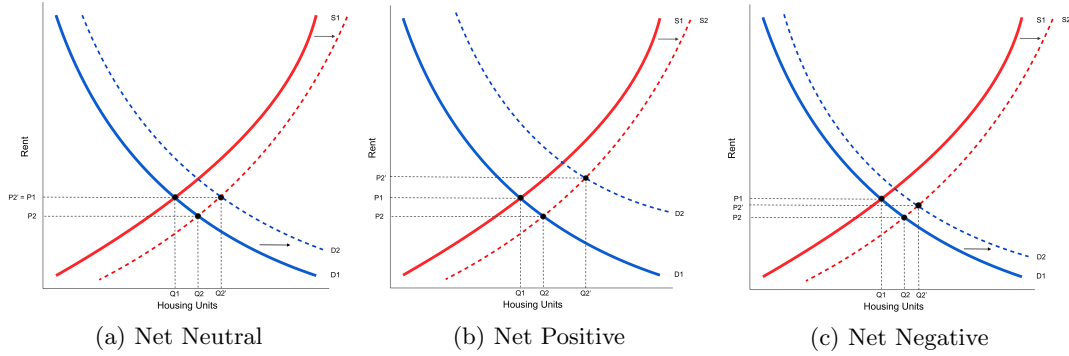 S1
Rent
P2' = P1
P2
D2
D1
Q1 Q2 Q2'
Housing Units
(a) Net Neutral
S1 S2
Rent
P2'
P1
P2
D2
D1
Q1 Q2 Q2'
Housing Units
(b) Net Positive
S1 S2
Rent
P1
P2'
P2
D2
D1
Q1 Q2 Q2'
Housing Units
(c) Net Negative